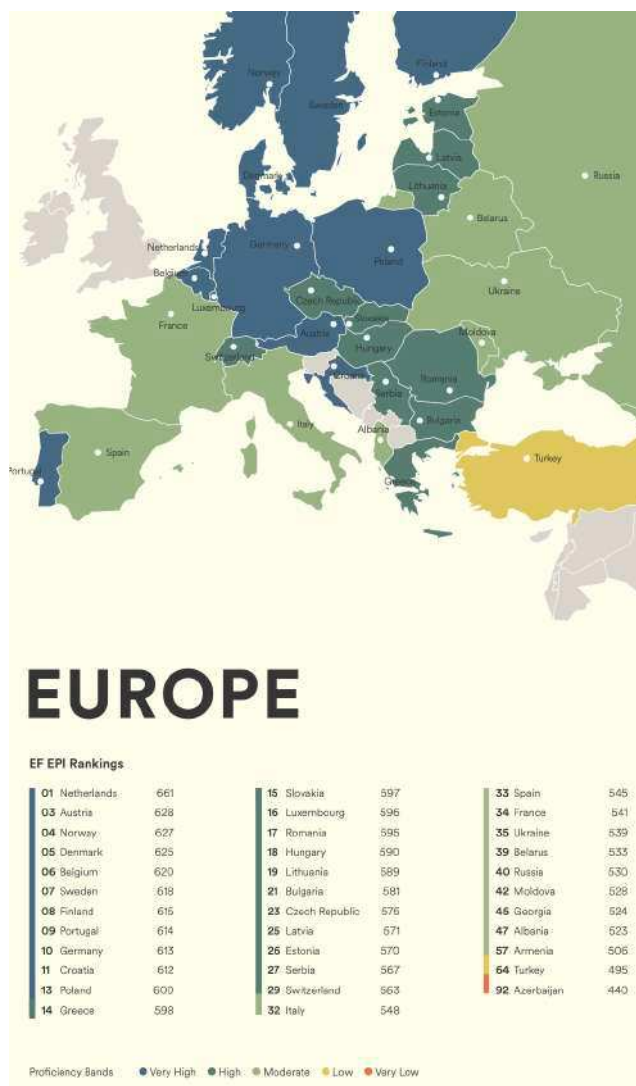 Finland
Norway
Sweden
Estonia
Latvia
Denmark
Lithuania
Russia
Belarus
Netherlands
Germany
Poland
Belgium
Luxembourg
Czech Republic
Ukraine
Slovakia
France
Austria
Moldova
Switzerland
Hungary
Croatia
Romania
Serbia
Italy
Bulgaria
Albania
Spain
Turkey
Portugal
Greece
EUROPE
EF EPI Rankings
01 Netherlands 661
03 Austria 628
04 Norway 627
05 Denmark 625
06 Belgium 620
07 Sweden 618
08 Finland 615
09 Portugal 614
10 Germany 613
11 Croatia 612
13 Poland 600
14 Greece 598
15 Slovakia 597
16 Luxembourg 596
17 Romania 595
18 Hungary 590
19 Lithuania 589
21 Bulgaria 581
23 Czech Republic 576
25 Latvia 571
26 Estonia 570
27 Serbia 567
29 Switzerland 563
32 Italy 548
33 Spain 545
34 France 541
35 Ukraine 539
39 Belarus 533
40 Russia 530
42 Moldova 528
45 Georgia 524
47 Albania 523
57 Armenia 506
64 Turkey 495
92 Azerbaijan 440
Proficiency Bands Very High High Moderate Low Very Low